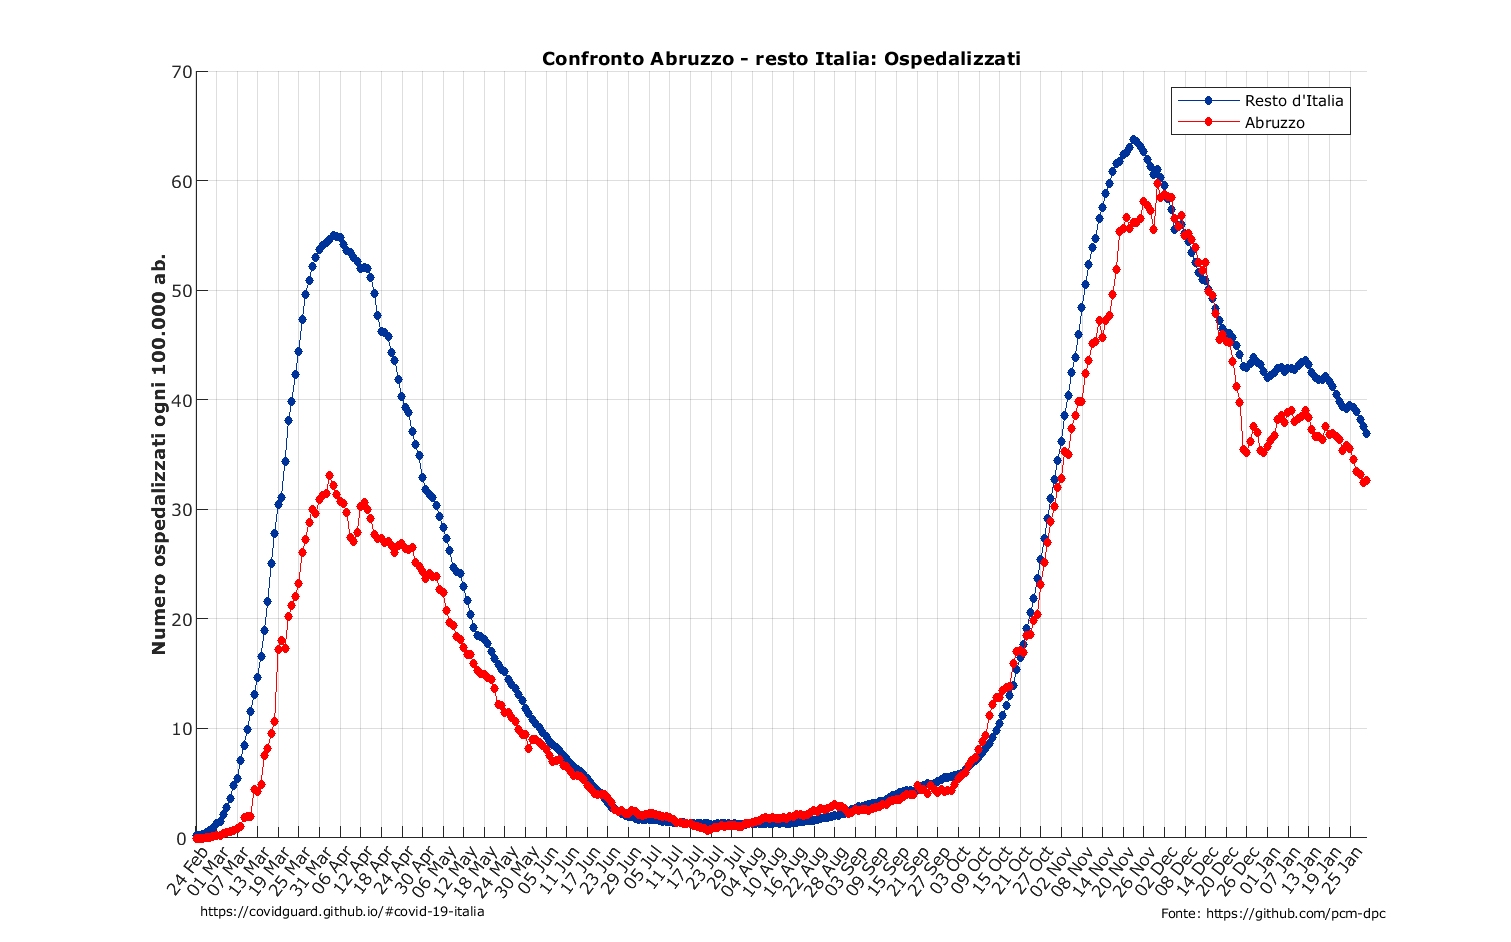 Confronto Abruzzo - resto Italia: Ospedalizzati
Resto d'Italia
Abruzzo
Numero ospedalizzati ogni 100.000 ab.
70
60
50
40
30
20
10
0
24 Feb
01 Mar
07 Mar
13 Mar
19 Mar
25 Mar
31 Mar
06 Apr
12 Apr
18 Apr
24 Apr
30 Apr
06 May
12 May
18 May
24 May
30 May
05 Jun
11 Jun
17 Jun
23 Jun
29 Jun
05 Jul
11 Jul
17 Jul
23 Jul
29 Jul
04 Aug
10 Aug
16 Aug
22 Aug
28 Aug
03 Sep
09 Sep
15 Sep
21 Sep
27 Sep
03 Oct
09 Oct
15 Oct
21 Oct
27 Oct
02 Nov
08 Nov
14 Nov
20 Nov
26 Nov
02 Dec
08 Dec
14 Dec
20 Dec
26 Dec
01 Jan
07 Jan
13 Jan
19 Jan
25 Jan
https://covidguard.github.io/#covid-19-italia
Fonte: https://github.com/pcm-dpc